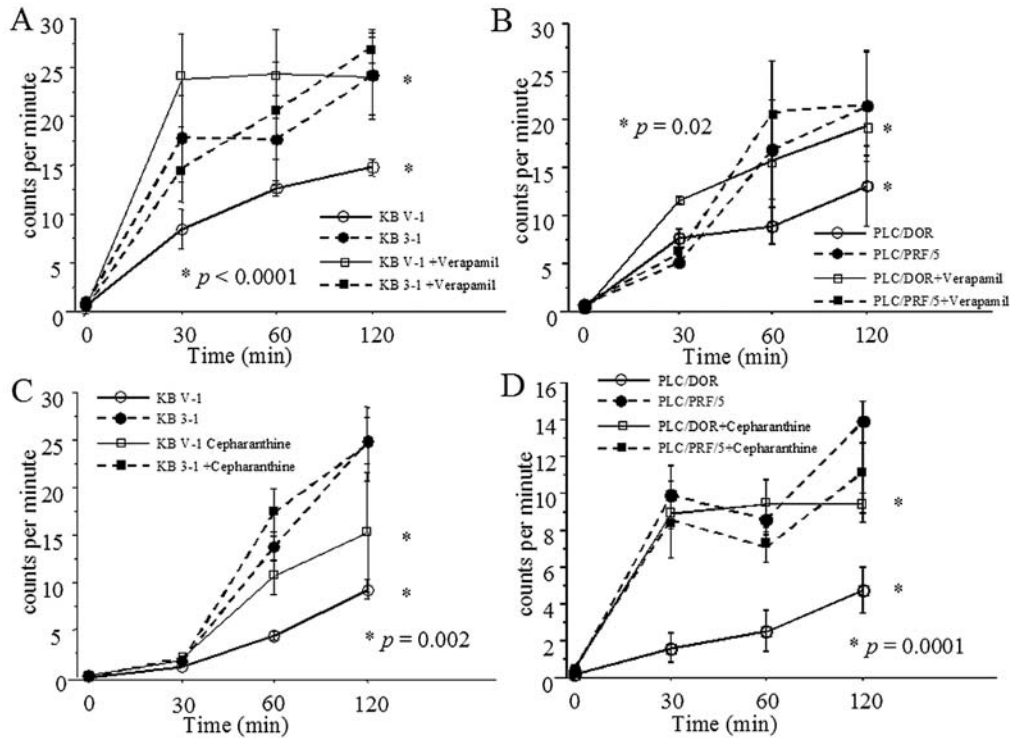 A
counts per minute
30
25
20
15
10
5
0
*
*
KB V-1
KB 3-1
KB V-1 +Verapamil
KB 3-1 +Verapamil
* p < 0.0001
0 30 60 120
Time (min)
B
counts per minute
30
25
20
15
10
5
0
* p = 0.02
*
*
PLC/DOR
PLC/PRF/5
PLC/DOR+Verapamil
PLC/PRF/5+Verapamil
0 30 60 120
Time (min)
C
KB V-1
KB 3-1
KB V-1 Cepharanthine
KB 3-1 +Cepharanthine
counts per minute
30
25
20
15
10
5
0
*
*
* p = 0.002
0 30 60 120
Time (min)
D
PLC/DOR
PLC/PRF/5
PLC/DOR+Cepharanthine
PLC/PRF/5+Cepharanthine
counts per minute
16
14
12
10
8
6
4
2
0
*
*
* p = 0.0001
0 30 60 120
Time (min)